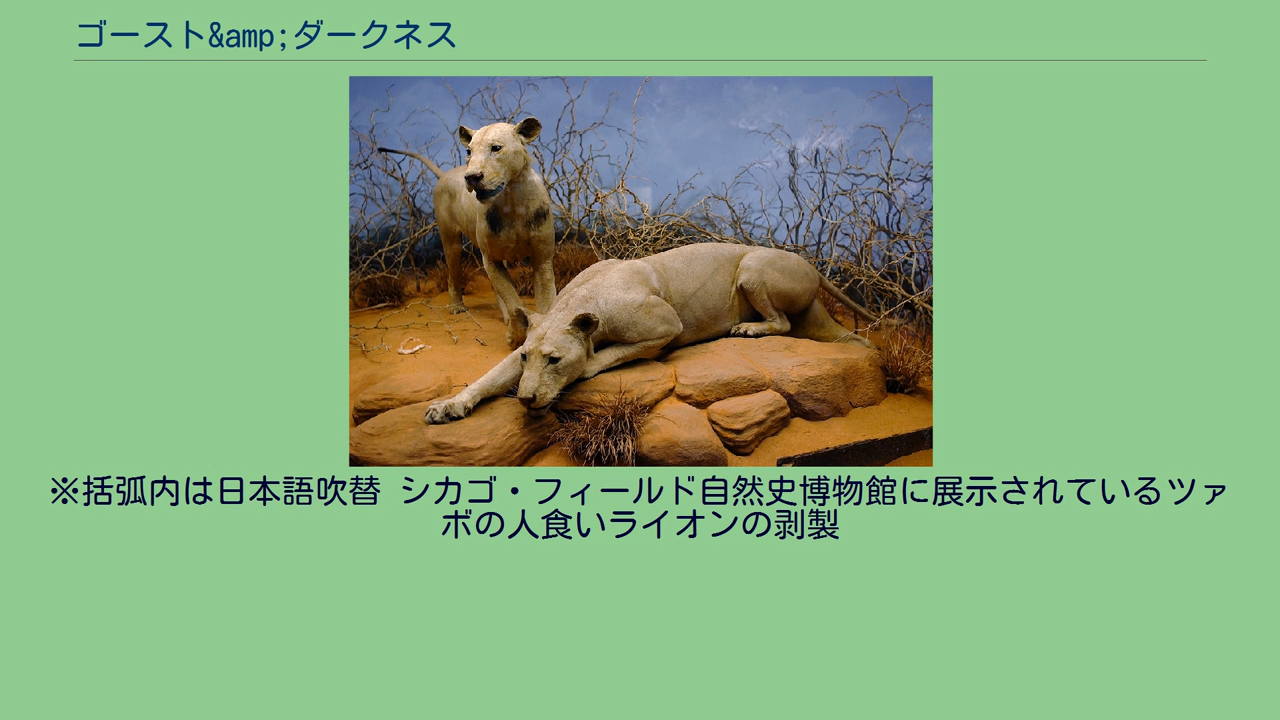 ゴースト&amp;ダークネス
※括弧内は日本語吹替 シカゴ・フィールド自然史博物館に展示されているツァ
ボの人食いライオンの剥製